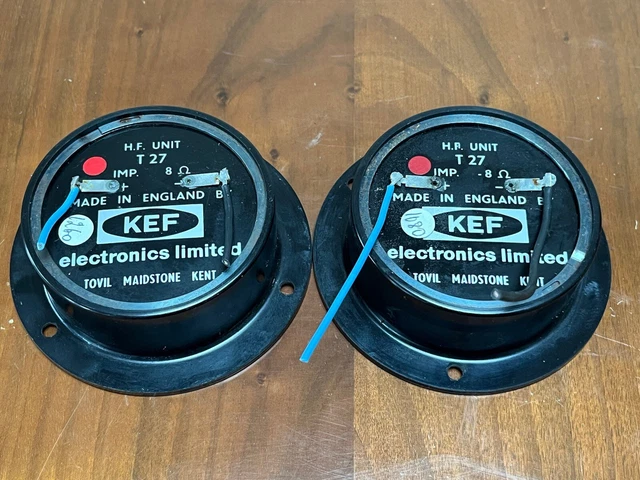 H.F. UNIT
T 27
IMP. 8 Ω
- +
MADE IN ENGLAND B
KEF
electronics limited
TOVIL MAIDSTONE KENT
H.F. UNIT
T 27
IMP. 8 Ω
- +
MADE IN ENGLAND
KEF
electronics limited
TOVIL MAIDSTONE KENT
1080